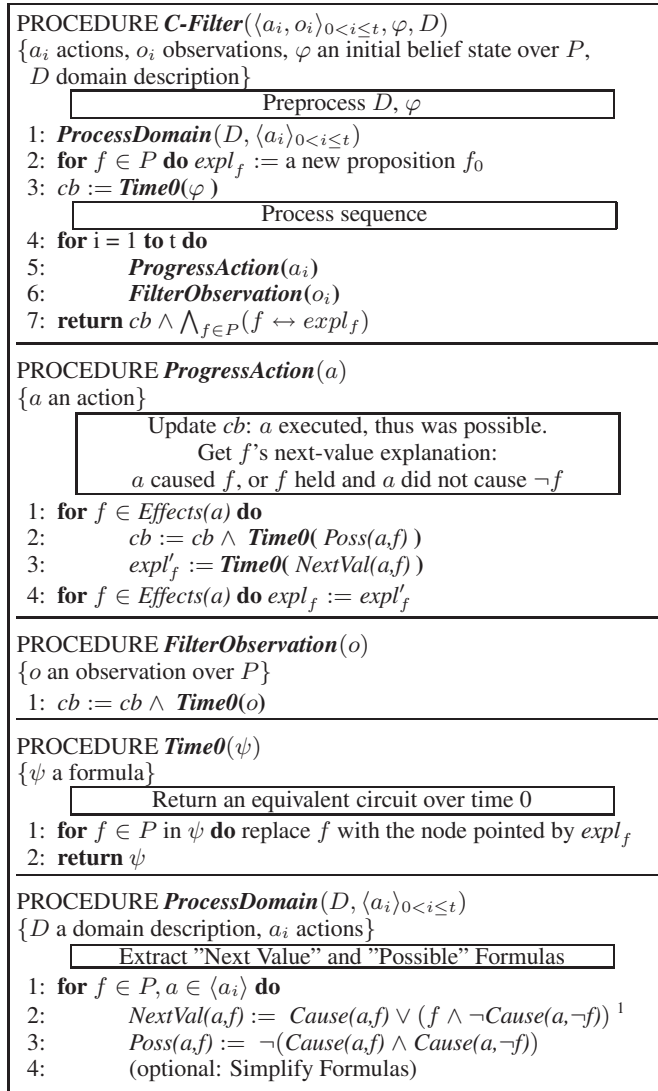 PROCEDURE C-Filter(⟨a_i, o_i⟩_{0<i≤t}, φ, D)
{a_i actions, o_i observations, φ an initial belief state over P,
D domain description}
Preprocess D, φ
1: ProcessDomain(D, ⟨a_i⟩_{0<i≤t})
2: for f ∈ P do expl_f := a new proposition f_0
3: cb := Time0(φ )
Process sequence
4: for i = 1 to t do
5: ProgressAction(a_i)
6: FilterObservation(o_i)
7: return cb ∧ ⋀_{f∈P}(f ↔ expl_f)
PROCEDURE ProgressAction(a)
{a an action}
Update cb: a executed, thus was possible.
Get f's next-value explanation:
a caused f, or f held and a did not cause ¬f
1: for f ∈ Effects(a) do
2: cb := cb ∧ Time0( Poss(a,f) )
3: expl′_f := Time0( NextVal(a,f) )
4: for f ∈ Effects(a) do expl_f := expl′_f
PROCEDURE FilterObservation(o)
{o an observation over P}
1: cb := cb ∧ Time0(o)
PROCEDURE Time0(ψ)
{ψ a formula}
Return an equivalent circuit over time 0
1: for f ∈ P in ψ do replace f with the node pointed by expl_f
2: return ψ
PROCEDURE ProcessDomain(D, ⟨a_i⟩_{0<i≤t})
{D a domain description, a_i actions}
Extract "Next Value" and "Possible" Formulas
1: for f ∈ P, a ∈ ⟨a_i⟩ do
2: NextVal(a,f) := Cause(a,f) ∨ (f ∧ ¬Cause(a,¬f)) ¹
3: Poss(a,f) := ¬(Cause(a,f) ∧ Cause(a,¬f))
4: (optional: Simplify Formulas)